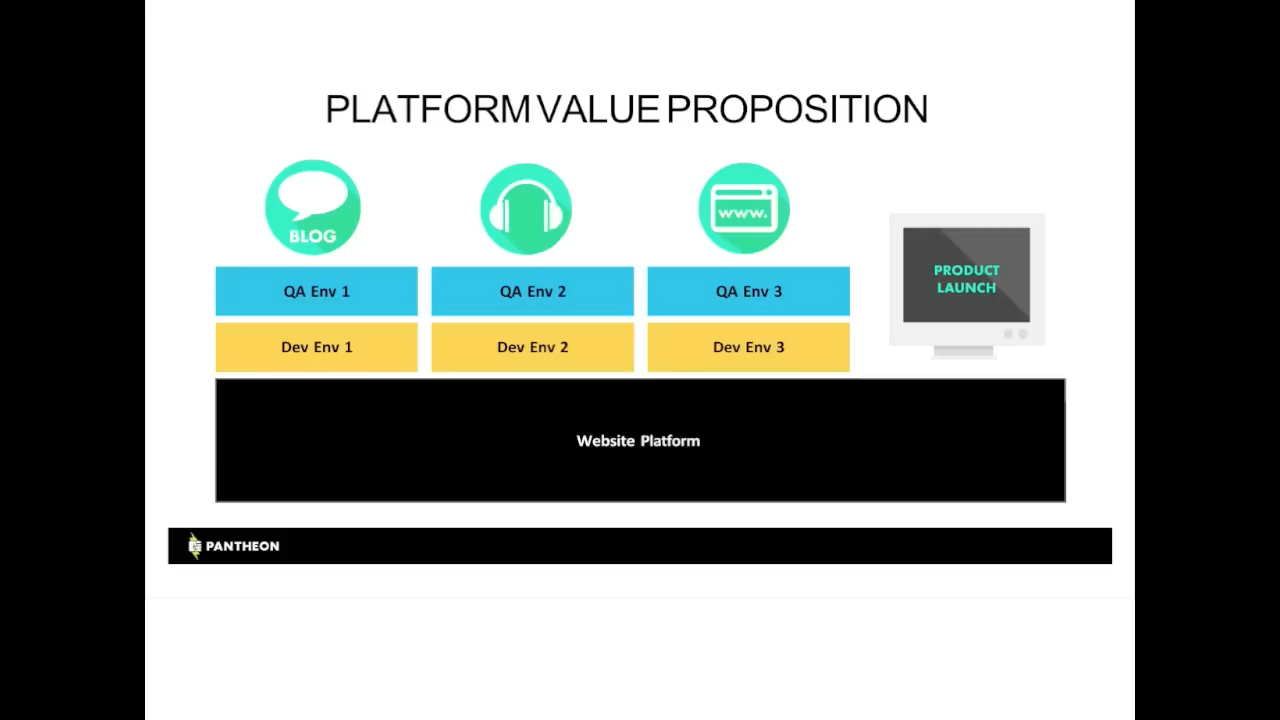 PLATFORM VALUE PROPOSITION
BLOG
www.
PRODUCT
LAUNCH
QA Env 1
QA Env 2
QA Env 3
Dev Env 1
Dev Env 2
Dev Env 3
Website Platform
PANTHEON